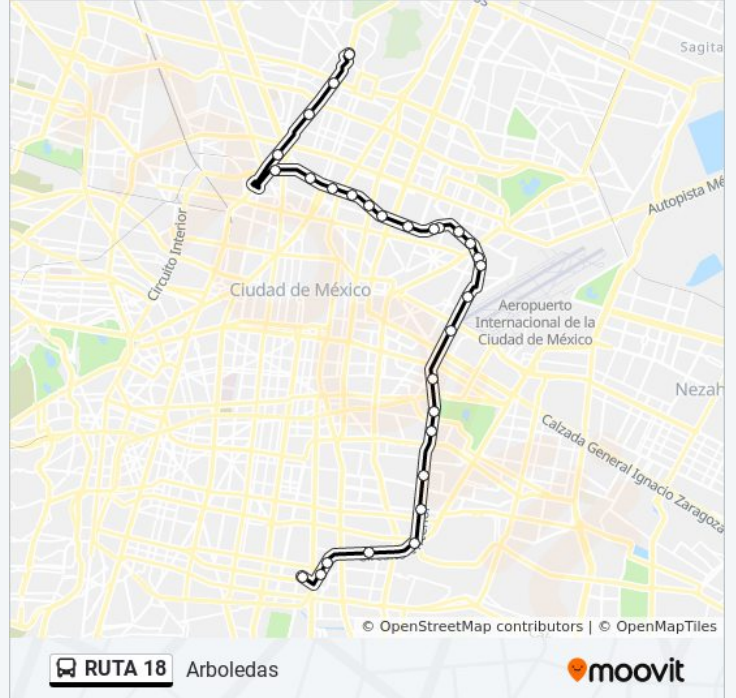 Sagita
Autopista Mé
Circuito Interior
Ciudad de México
Aeropuerto
Internacional de la
Ciudad de México
Nezah
Calzada General Ignacio Zaragoza
© OpenStreetMap contributors | © OpenMapTiles
RUTA 18 Arboledas
moovit